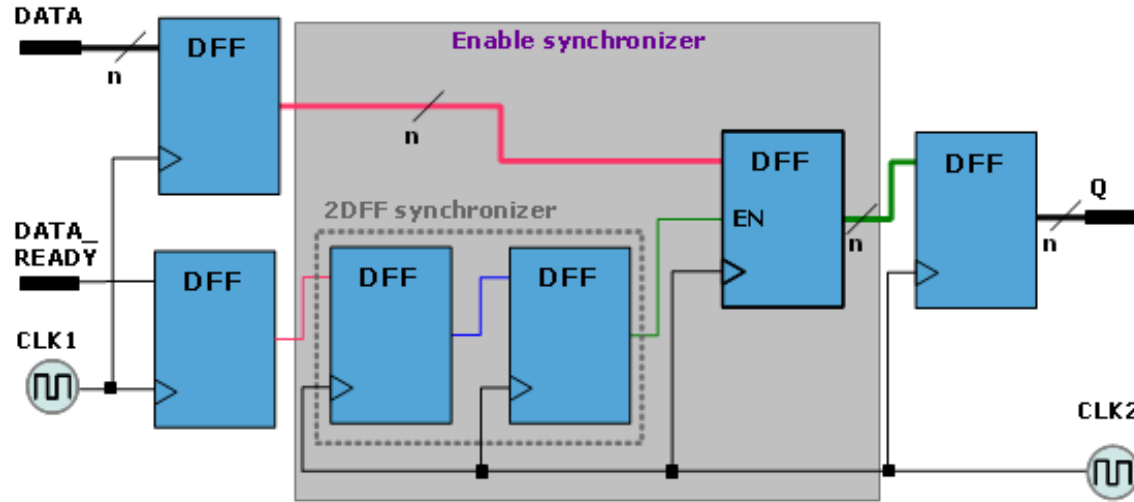 DATA
n
DFF
Enable synchronizer
n
DFF
EN
n
DFF
Q
n
2DFF synchronizer
DATA_
READY
DFF
DFF
DFF
CLK1
CLK2